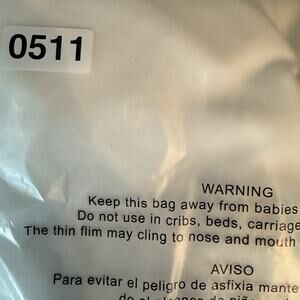 0511
WARNING
Keep this bag away from babies
Do not use in cribs, beds, carriage
The thin flim may cling to nose and mouth
AVISO
Para evitar el peligro de asfixia mante